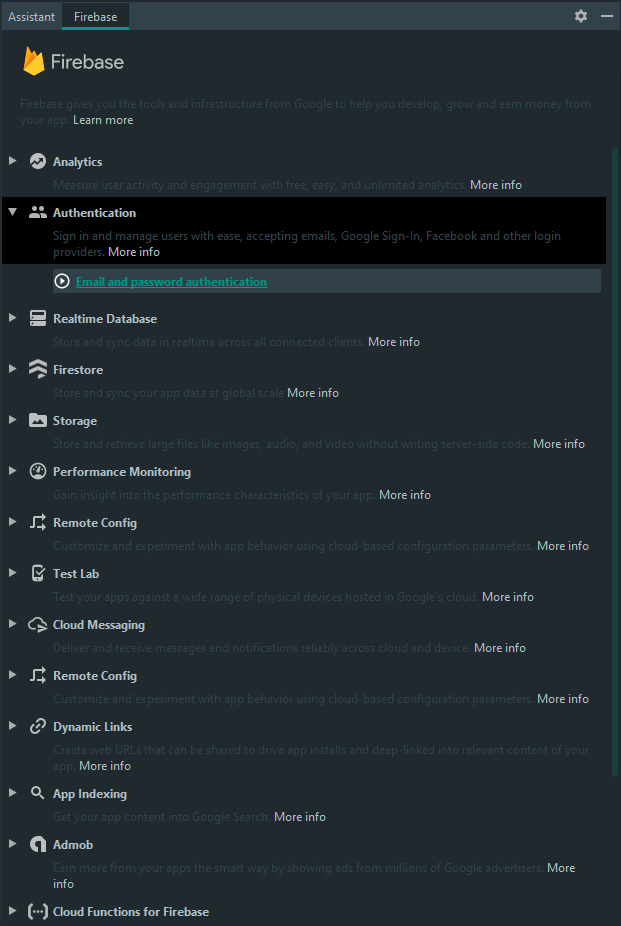 Assistant Firebase
Firebase
Firebase gives you the tools and infrastructure from Google to help you develop, grow and earn money from
your app. Learn more
Analytics
Measure user activity and engagement with free, easy, and unlimited analytics. More info
Authentication
Sign in and manage users with ease, accepting emails, Google Sign-In, Facebook and other login
providers. More info
Email and password authentication
Realtime Database
Store and sync data in realtime across all connected clients. More info
Firestore
Store and sync your app data at global scale More info
Storage
Store and retrieve large files like images, audio, and video without writing server-side code. More info
Performance Monitoring
Gain insight into the performance characteristics of your app. More info
Remote Config
Customize and experiment with app behavior using cloud-based configuration parameters. More info
Test Lab
Test your apps against a wide range of physical devices hosted in Google's cloud. More info
Cloud Messaging
Deliver and receive messages and notifications reliably across cloud and device. More info
Remote Config
Customize and experiment with app behavior using cloud-based configuration parameters. More info
Dynamic Links
Create web URLs that can be shared to drive app installs and deep-linked into relevant content of your
app. More info
App Indexing
Get your app content into Google Search. More info
Admob
Earn more from your apps the smart way by showing ads from millions of Google advertisers. More
info
Cloud Functions for Firebase